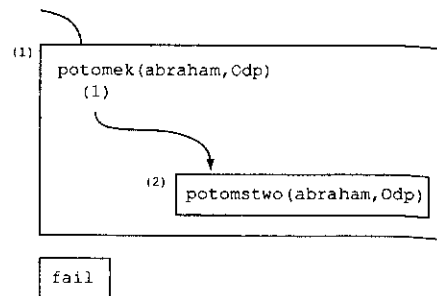 (1)
potomek(abraham,Odp)
(1)
(2)
potomstwo(abraham,Odp)
fail